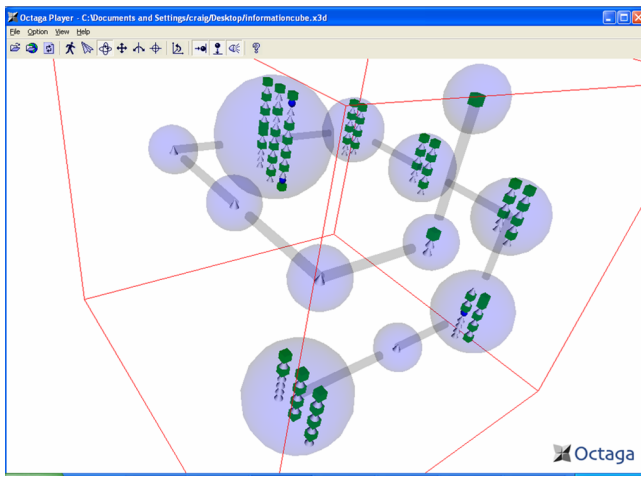 Octaga Player - C:\Documents and Settings/craig/Desktop/informationcube.x3d
File Option View Help
Octaga